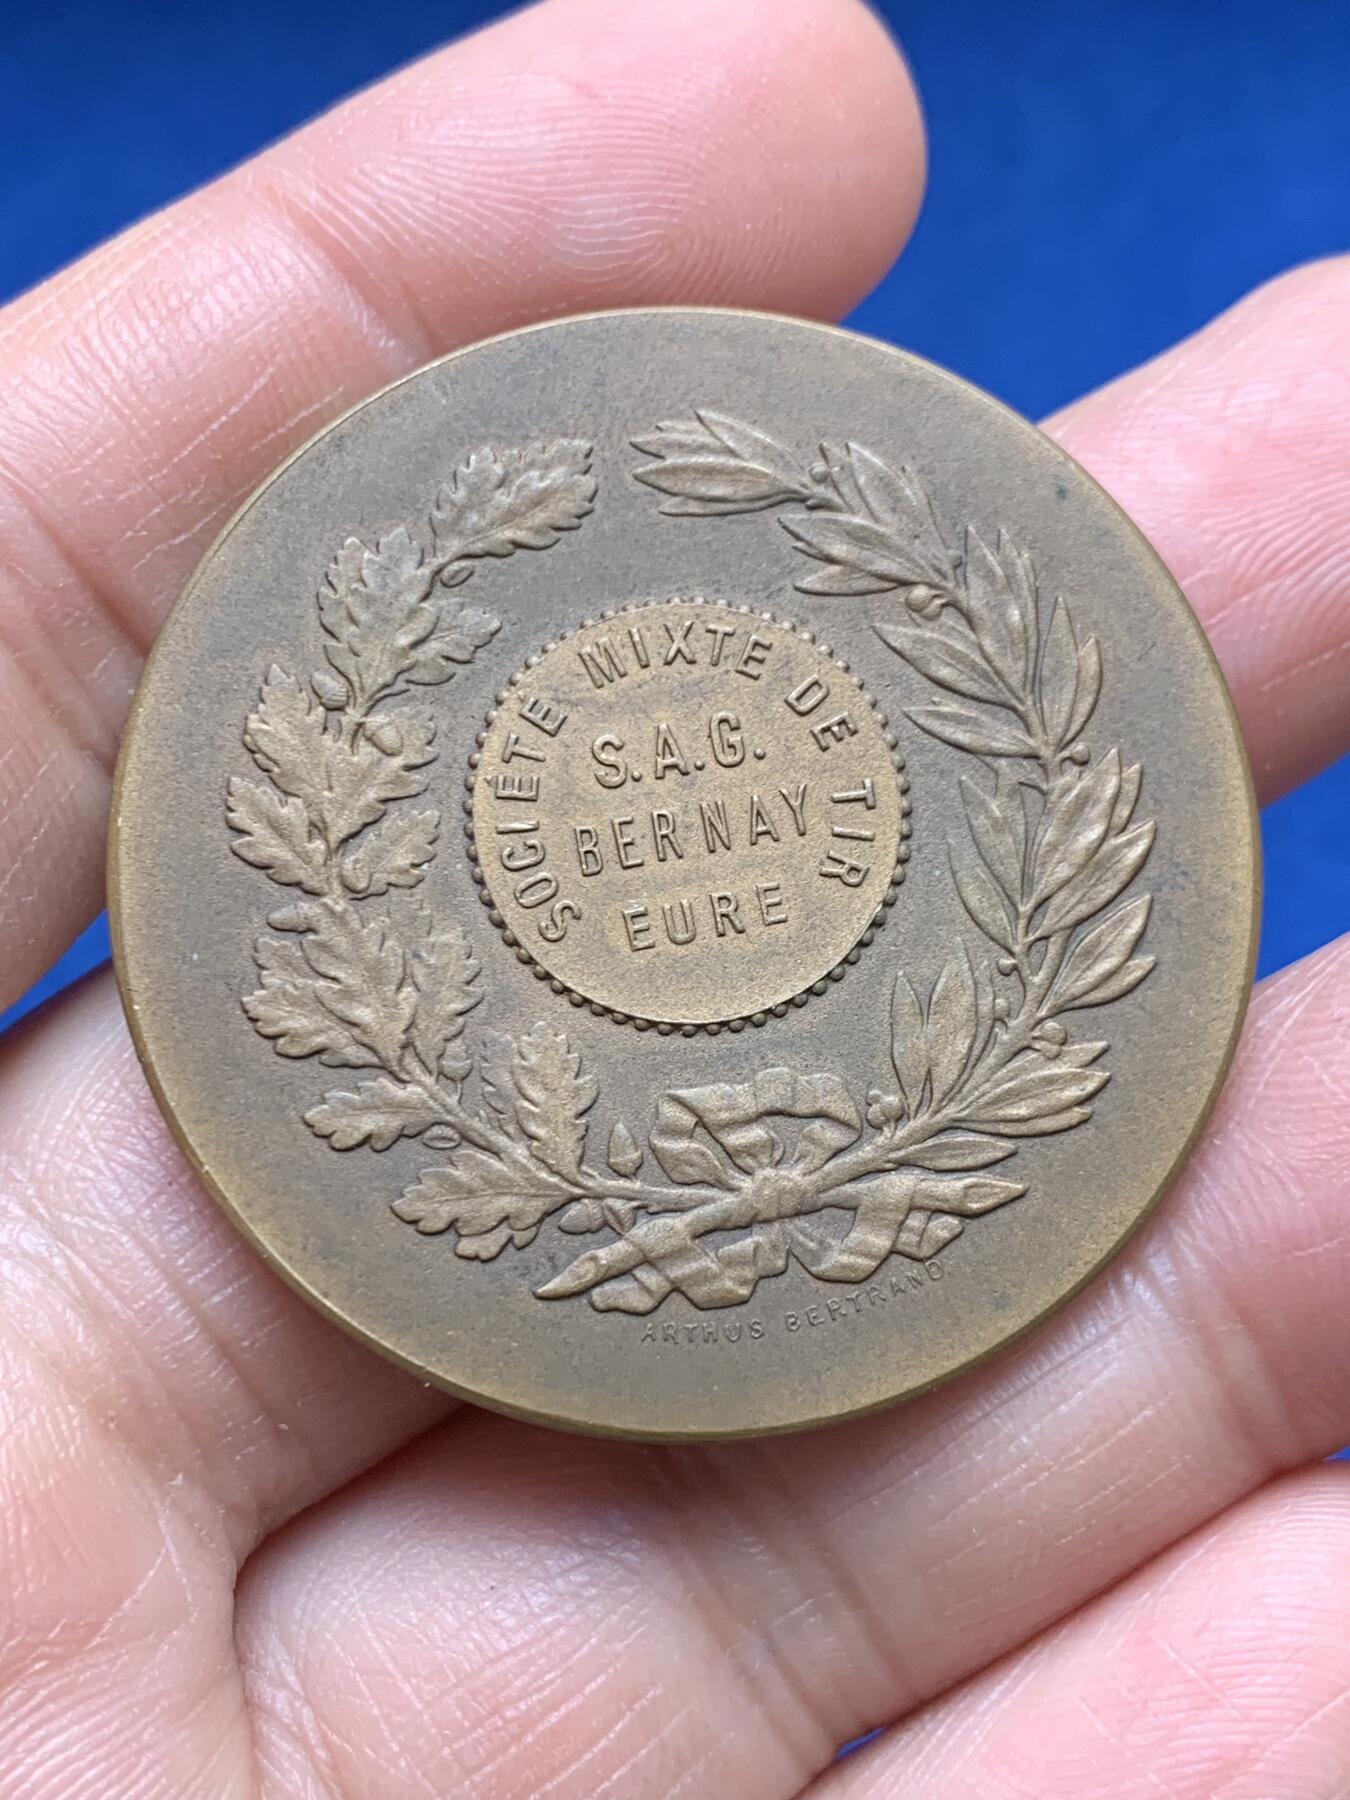 SOCIÉTÉ MIXTE DE TIR
S.A.G.
BERNAY
EURE
ARTHUS BERTRAND